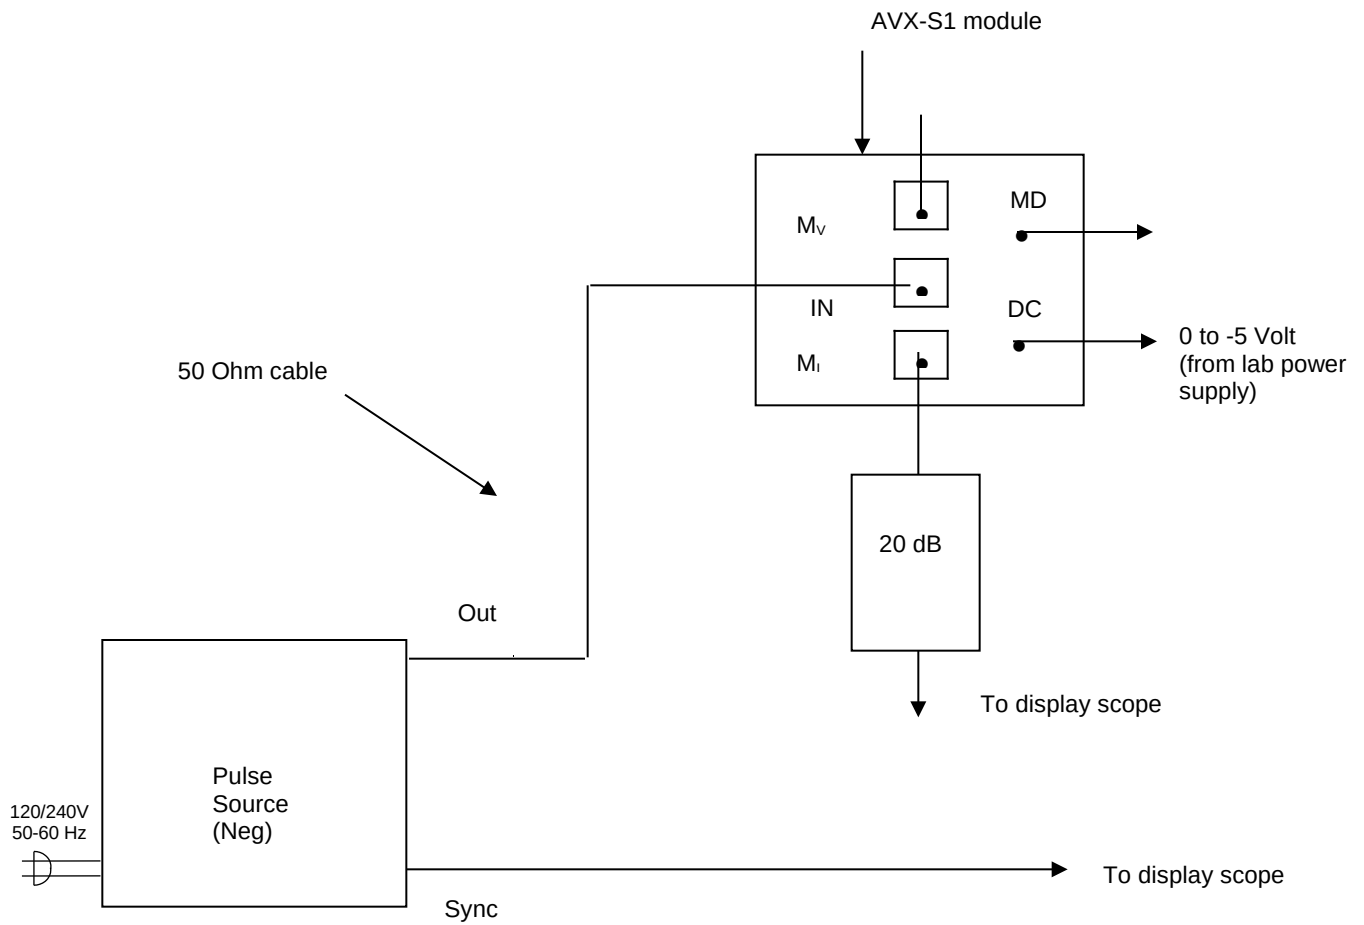 AVX-S1 module
MD
MV
IN
DC
MI
0 to -5 Volt
(from lab power
supply)
50 Ohm cable
20 dB
Out
To display scope
Pulse
Source
(Neg)
120/240V
50-60 Hz
To display scope
Sync